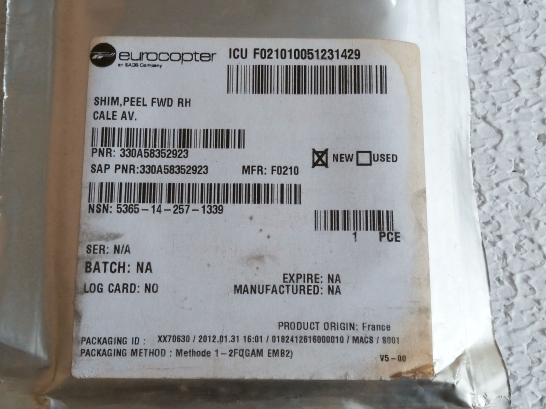 eurocopter
an EADS Company
ICU F021010051231429
SHIM,PEEL FWD RH
CALE AV.
PNR: 330A58352923
SAP PNR:330A58352923 MFR: F0210
NEW USED
NSN: 5365-14-257-1339
1 PCE
SER: N/A
BATCH: NA
EXPIRE: NA
LOG CARD: NO
MANUFACTURED: NA
PRODUCT ORIGIN: France
PACKAGING ID : XX70630 / 2012.01.31 16:01 / 0182412616000010 / MACS / S001
PACKAGING METHOD : Methode 1-2FQ(GAM EMB2)
V5-00